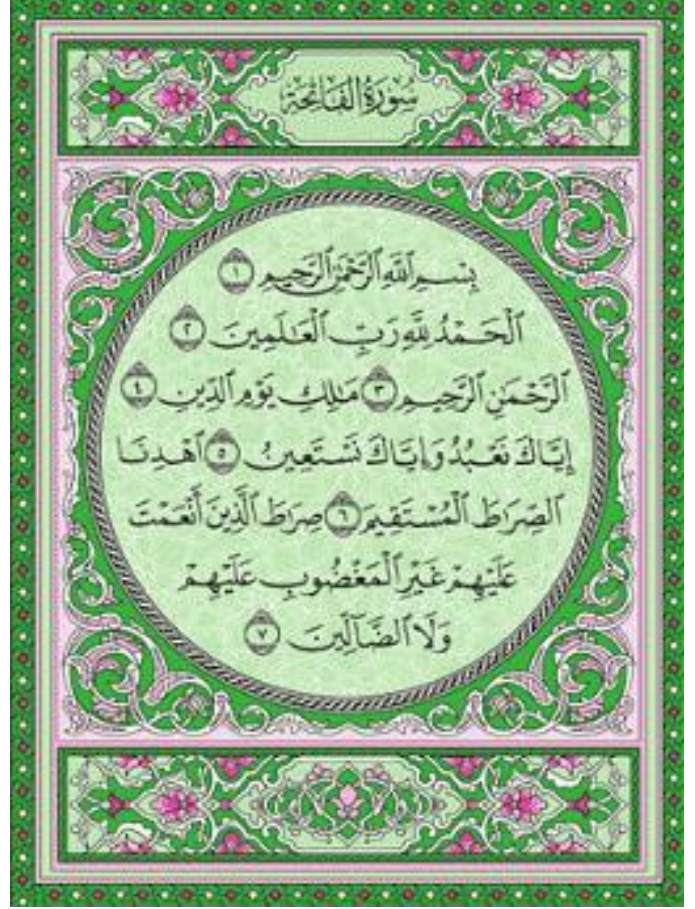 سُورَةُ الفَاتِحَةِ
بِسْمِ ٱللَّهِ ٱلرَّحْمَٰنِ ٱلرَّحِيمِ ۝١
ٱلْحَمْدُ لِلَّهِ رَبِّ ٱلْعَٰلَمِينَ ۝٢
ٱلرَّحْمَٰنِ ٱلرَّحِيمِ ۝٣ مَٰلِكِ يَوْمِ ٱلدِّينِ ۝٤
إِيَّاكَ نَعْبُدُ وَإِيَّاكَ نَسْتَعِينُ ۝٥ ٱهْدِنَا
ٱلصِّرَٰطَ ٱلْمُسْتَقِيمَ ۝٦ صِرَٰطَ ٱلَّذِينَ أَنْعَمْتَ
عَلَيْهِمْ غَيْرِ ٱلْمَغْضُوبِ عَلَيْهِمْ
وَلَا ٱلضَّآلِّينَ ۝٧